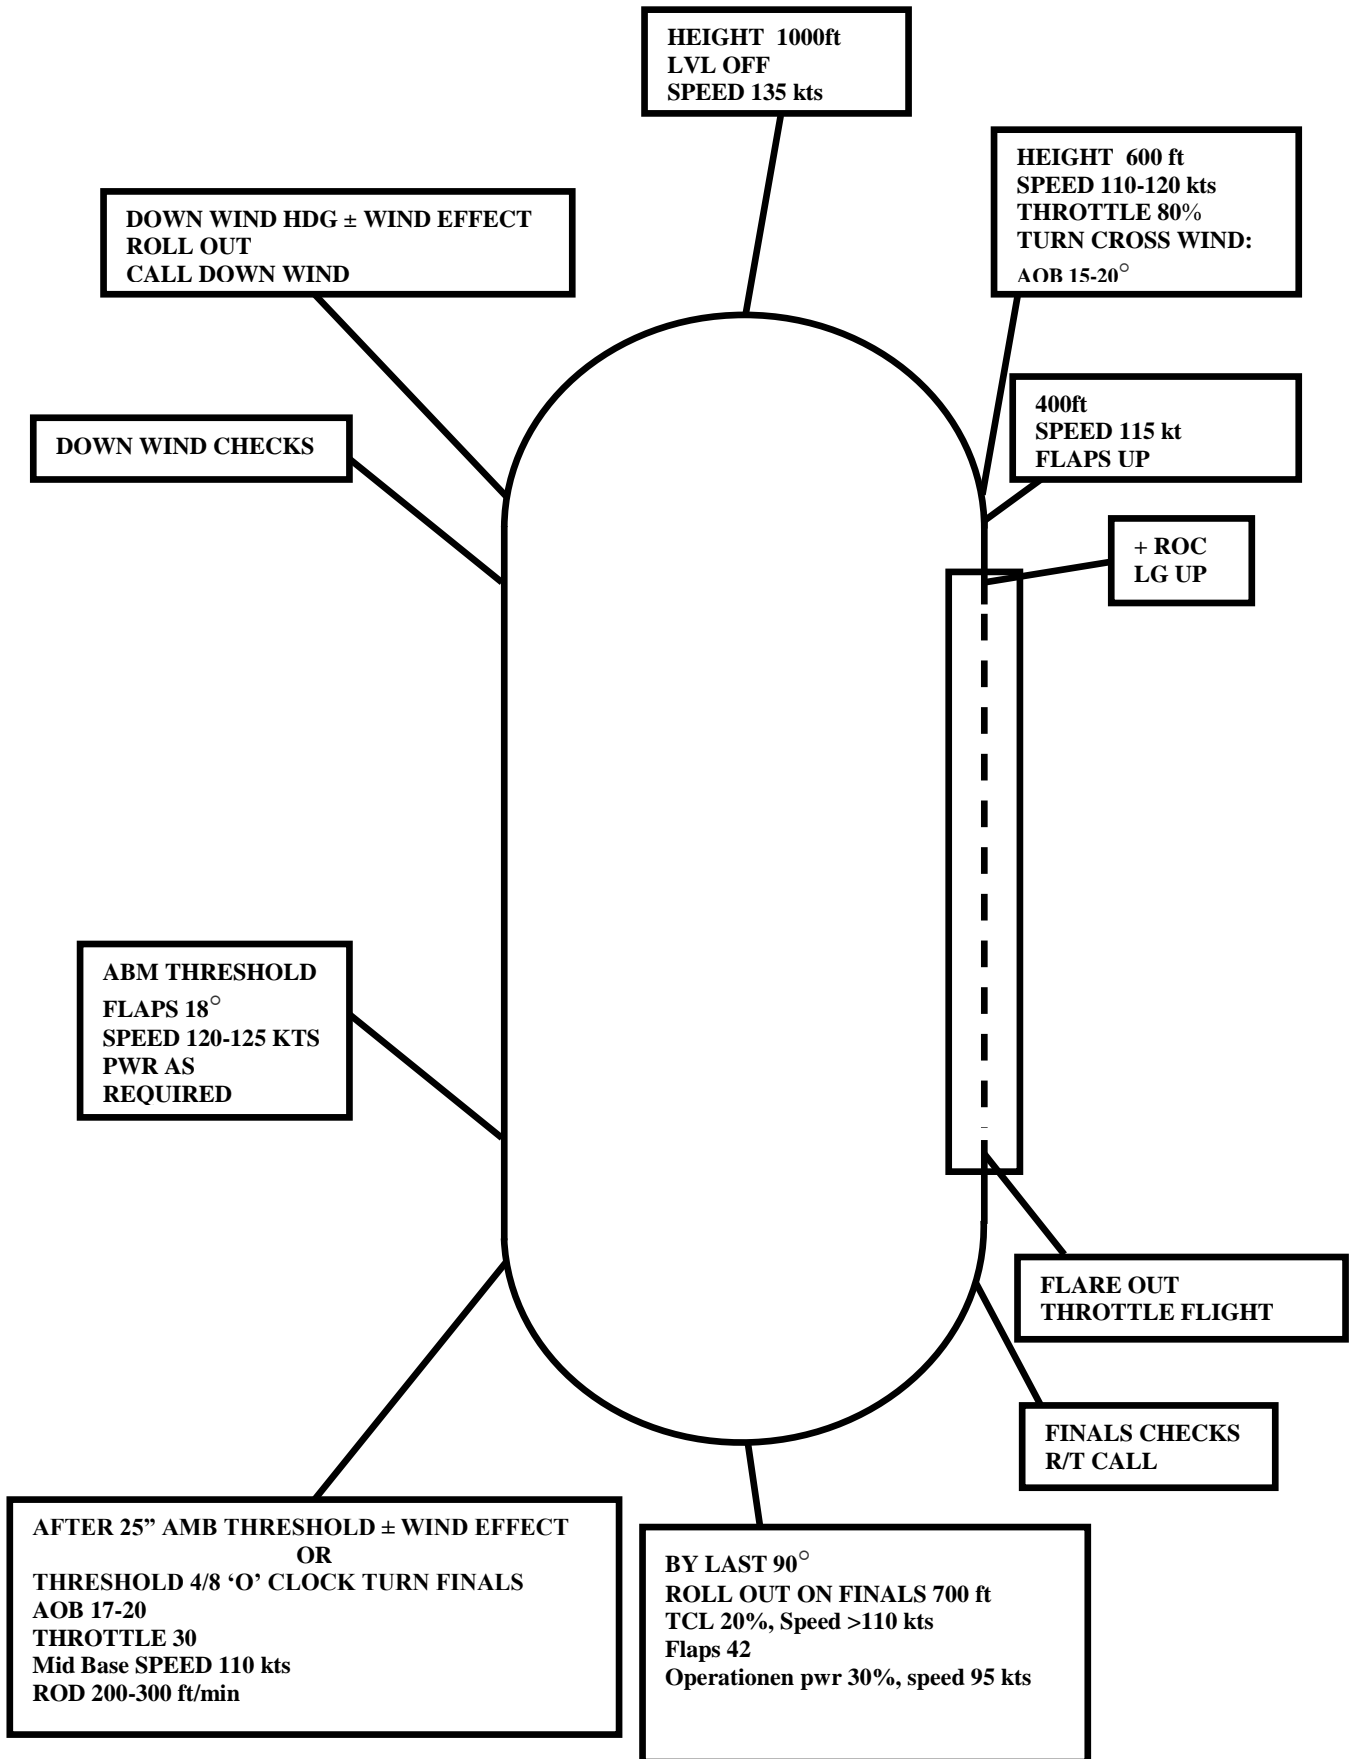 HEIGHT 1000ft
LVL OFF
SPEED 135 kts
HEIGHT 600 ft
SPEED 110-120 kts
THROTTLE 80%
TURN CROSS WIND:
AOB 15-20°
DOWN WIND HDG ± WIND EFFECT
ROLL OUT
CALL DOWN WIND
400ft
SPEED 115 kt
FLAPS UP
DOWN WIND CHECKS
+ ROC
LG UP
ABM THRESHOLD
FLAPS 18°
SPEED 120-125 KTS
PWR AS
REQUIRED
FLARE OUT
THROTTLE FLIGHT
FINALS CHECKS
R/T CALL
AFTER 25” AMB THRESHOLD ± WIND EFFECT
OR
THRESHOLD 4/8 ‘O’ CLOCK TURN FINALS
AOB 17-20
THROTTLE 30
Mid Base SPEED 110 kts
ROD 200-300 ft/min
BY LAST 90°
ROLL OUT ON FINALS 700 ft
TCL 20%, Speed >110 kts
Flaps 42
Operationen pwr 30%, speed 95 kts